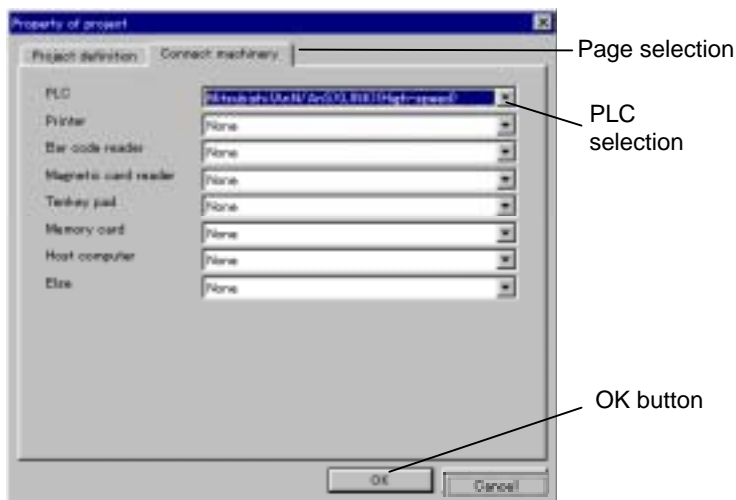 Property of project
Project definition
Connect machinery
Page selection
PLC
PLC
selection
Printer
None
Bar code reader
None
Magnetic card reader
None
Tenkey pad
None
Memory card
None
Host computer
None
Else
None
OK button
OK
Cancel